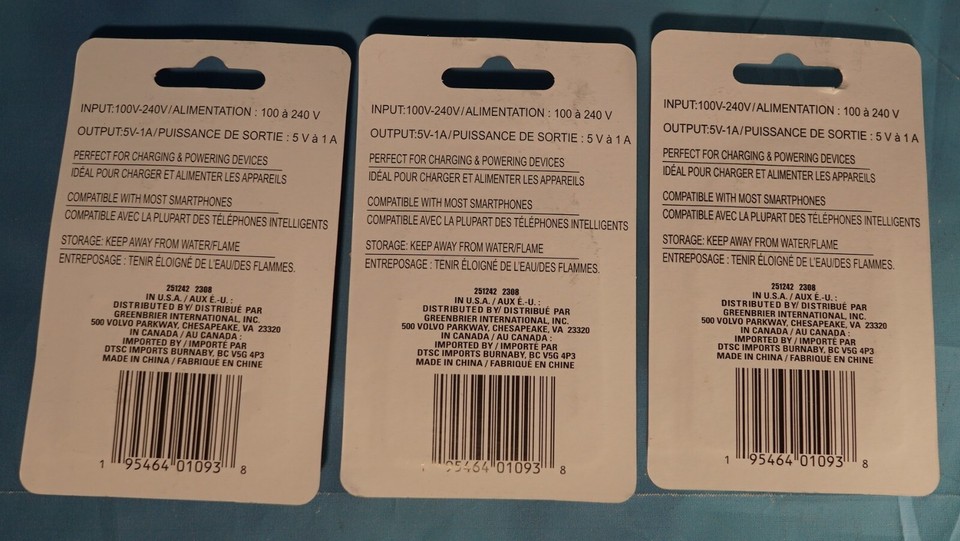 INPUT:100V-240V/ALIMENTATION : 100 à 240 V
OUTPUT:5V-1A/PUISSANCE DE SORTIE : 5 V à 1 A
PERFECT FOR CHARGING & POWERING DEVICES
IDÉAL POUR CHARGER ET ALIMENTER LES APPAREILS
COMPATIBLE WITH MOST SMARTPHONES
COMPATIBLE AVEC LA PLUPART DES TÉLÉPHONES INTELLIGENTS
STORAGE: KEEP AWAY FROM WATER/FLAME
ENTREPOSAGE : TENIR ÉLOIGNÉ DE L'EAU/DES FLAMMES.
251242 2308
IN U.S.A. / AUX É.-U. :
DISTRIBUTED BY/ DISTRIBUÉ PAR
GREENBRIER INTERNATIONAL, INC.
500 VOLVO PARKWAY, CHESAPEAKE, VA 23320
IN CANADA / AU CANADA :
IMPORTED BY / IMPORTÉ PAR
DTSC IMPORTS BURNABY, BC V5G 4P3
MADE IN CHINA / FABRIQUÉ EN CHINE
1 95464 01093 8
INPUT:100V-240V/ALIMENTATION : 100 à 240 V
OUTPUT:5V-1A/PUISSANCE DE SORTIE : 5 V à 1 A
PERFECT FOR CHARGING & POWERING DEVICES
IDÉAL POUR CHARGER ET ALIMENTER LES APPAREILS
COMPATIBLE WITH MOST SMARTPHONES
COMPATIBLE AVEC LA PLUPART DES TÉLÉPHONES INTELLIGENTS
STORAGE: KEEP AWAY FROM WATER/FLAME
ENTREPOSAGE : TENIR ÉLOIGNÉ DE L'EAU/DES FLAMMES.
251242 2308
IN U.S.A. / AUX É.-U. :
DISTRIBUTED BY/ DISTRIBUÉ PAR
GREENBRIER INTERNATIONAL, INC.
500 VOLVO PARKWAY, CHESAPEAKE, VA 23320
IN CANADA / AU CANADA :
IMPORTED BY / IMPORTÉ PAR
DTSC IMPORTS BURNABY, BC V5G 4P3
MADE IN CHINA / FABRIQUÉ EN CHINE
1 95464 01093 8
INPUT:100V-240V/ALIMENTATION : 100 à 240 V
OUTPUT:5V-1A/PUISSANCE DE SORTIE : 5 V à 1 A
PERFECT FOR CHARGING & POWERING DEVICES
IDÉAL POUR CHARGER ET ALIMENTER LES APPAREILS
COMPATIBLE WITH MOST SMARTPHONES
COMPATIBLE AVEC LA PLUPART DES TÉLÉPHONES INTELLIGENTS
STORAGE: KEEP AWAY FROM WATER/FLAME
ENTREPOSAGE : TENIR ÉLOIGNÉ DE L'EAU/DES FLAMMES.
251242 2308
IN U.S.A. / AUX É.-U. :
DISTRIBUTED BY/ DISTRIBUÉ PAR
GREENBRIER INTERNATIONAL, INC.
500 VOLVO PARKWAY, CHESAPEAKE, VA 23320
IN CANADA / AU CANADA :
IMPORTED BY / IMPORTÉ PAR
DTSC IMPORTS BURNABY, BC V5G 4P3
MADE IN CHINA / FABRIQUÉ EN CHINE
1 95464 01093 8